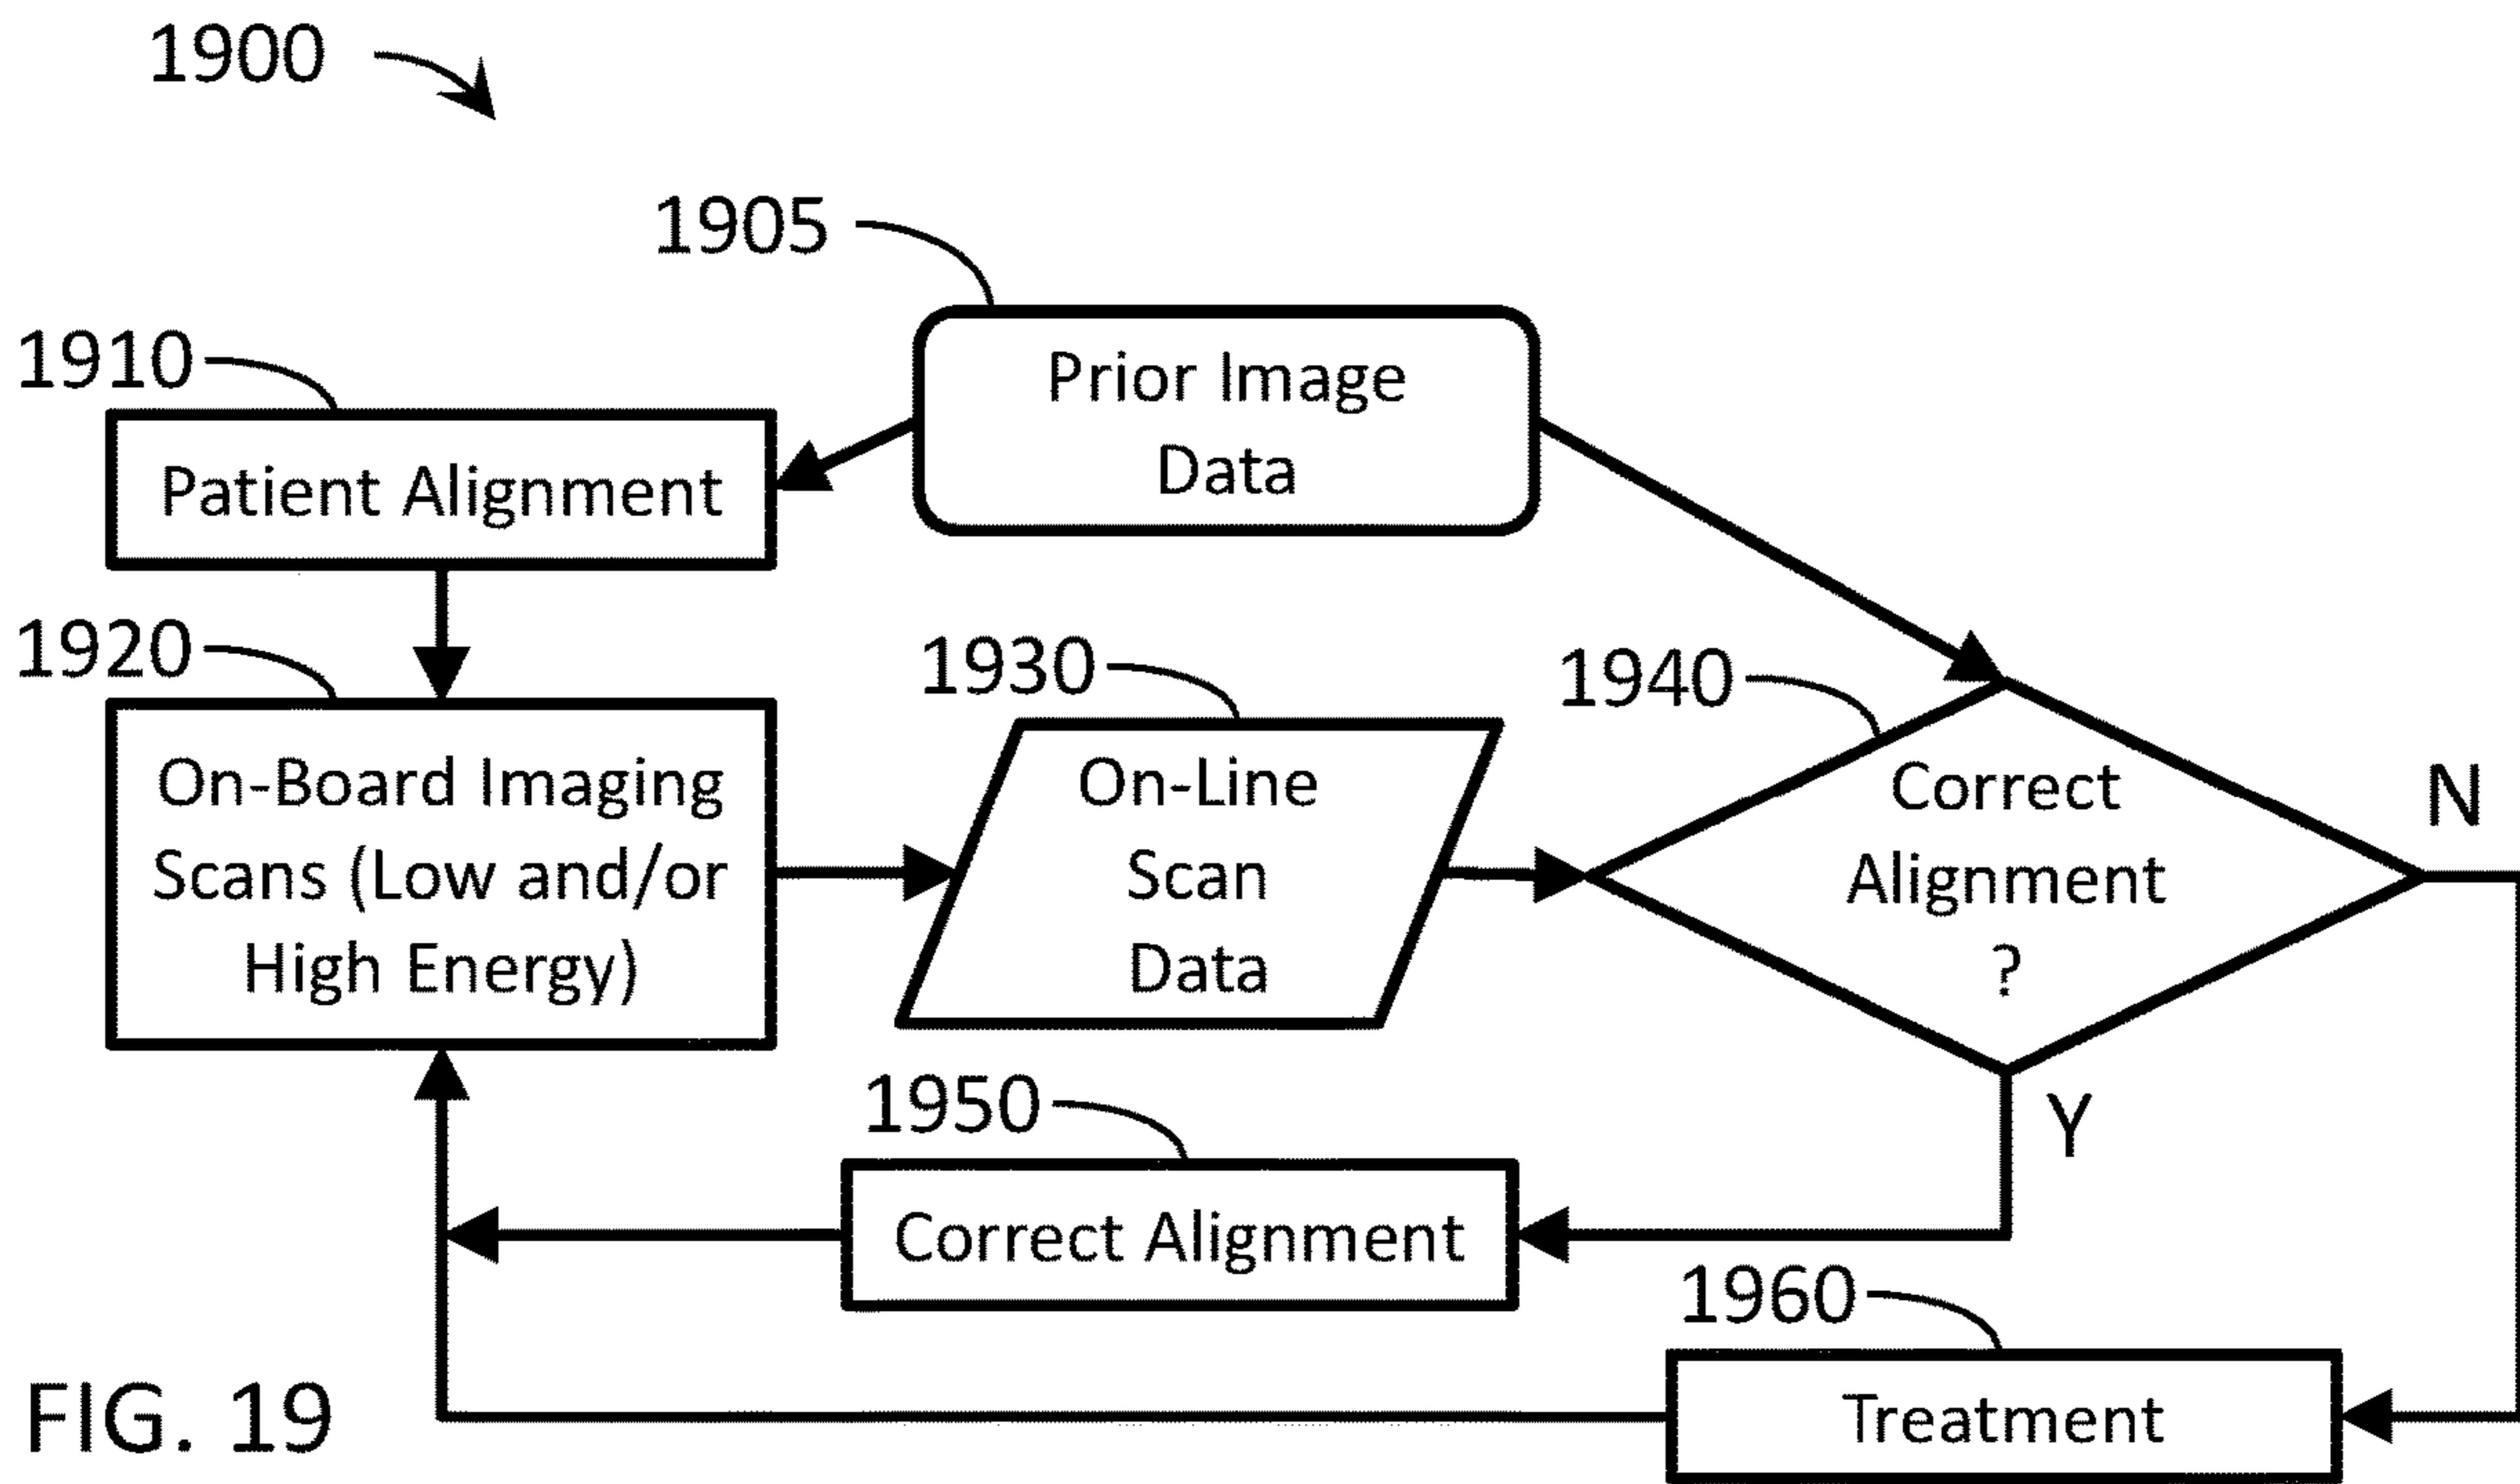 1900
1905
Prior Image
Data
1910
Patient Alignment
1920
On-Board Imaging
Scans (Low and/or
High Energy)
1930
On-Line
Scan
Data
1940
Correct
Alignment
?
N
Y
1950
Correct Alignment
1960
Treatment
FIG. 19